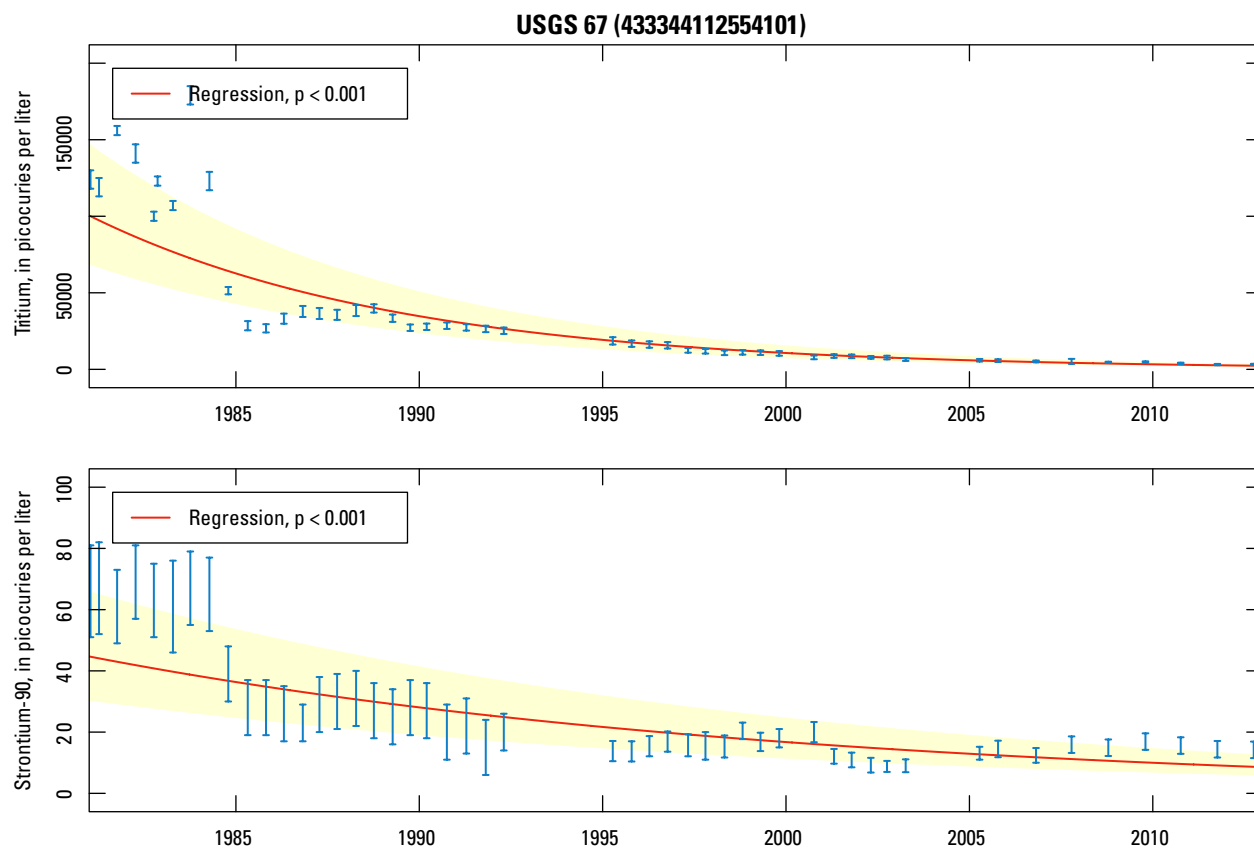 USGS 67 (433344112554101)
Tritium, in picocuries per liter
150000
50000
0
Regression, p < 0.001
1985 1990 1995 2000 2005 2010
Strontium-90, in picocuries per liter
100
80
60
40
20
0
Regression, p < 0.001
1985 1990 1995 2000 2005 2010